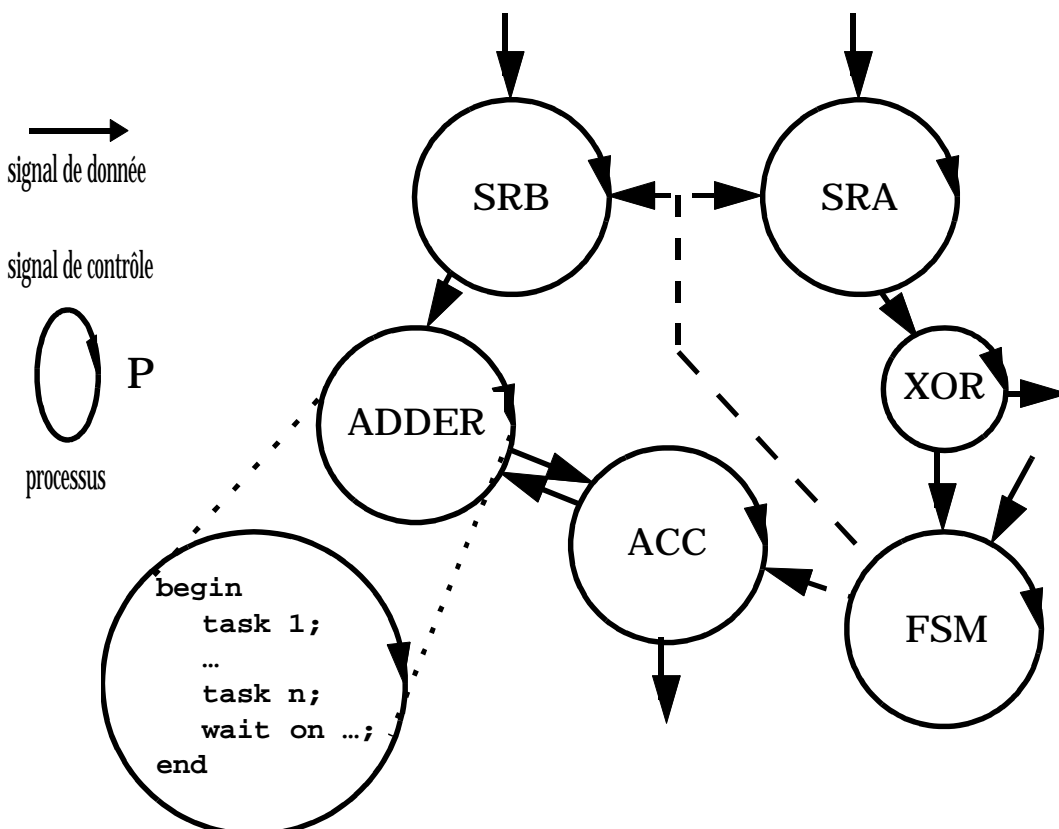 signal de donnée
signal de contrôle
P
processus
SRB
SRA
XOR
ADDER
ACC
FSM
begin
task 1;
…
task n;
wait on …;
end